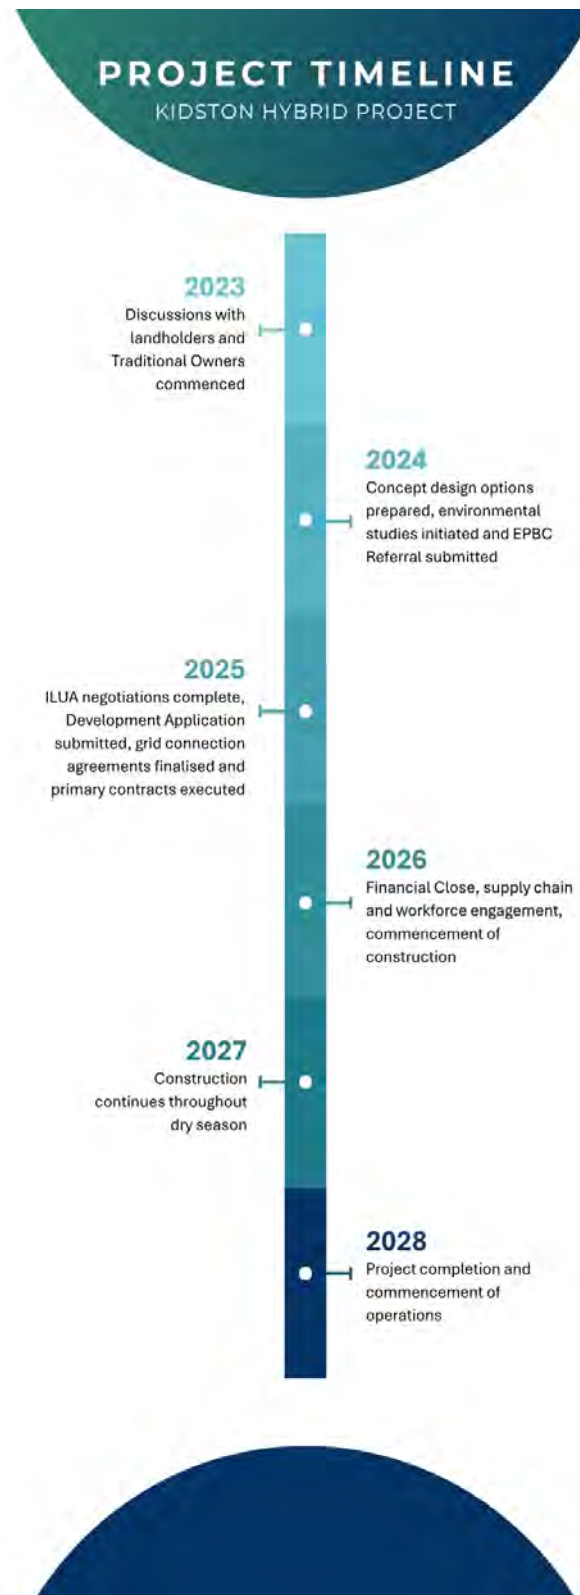 PROJECT TIMELINE
KIDSTON HYBRID PROJECT
2023
Discussions with
landholders and
Traditional Owners
commenced
2024
Concept design options
prepared, environmental
studies initiated and EPBC
Referral submitted
2025
ILUA negotiations complete,
Development Application
submitted, grid connection
agreements finalised and
primary contracts executed
2026
Financial Close, supply chain
and workforce engagement,
commencement of
construction
2027
Construction
continues throughout
dry season
2028
Project completion and
commencement of
operations